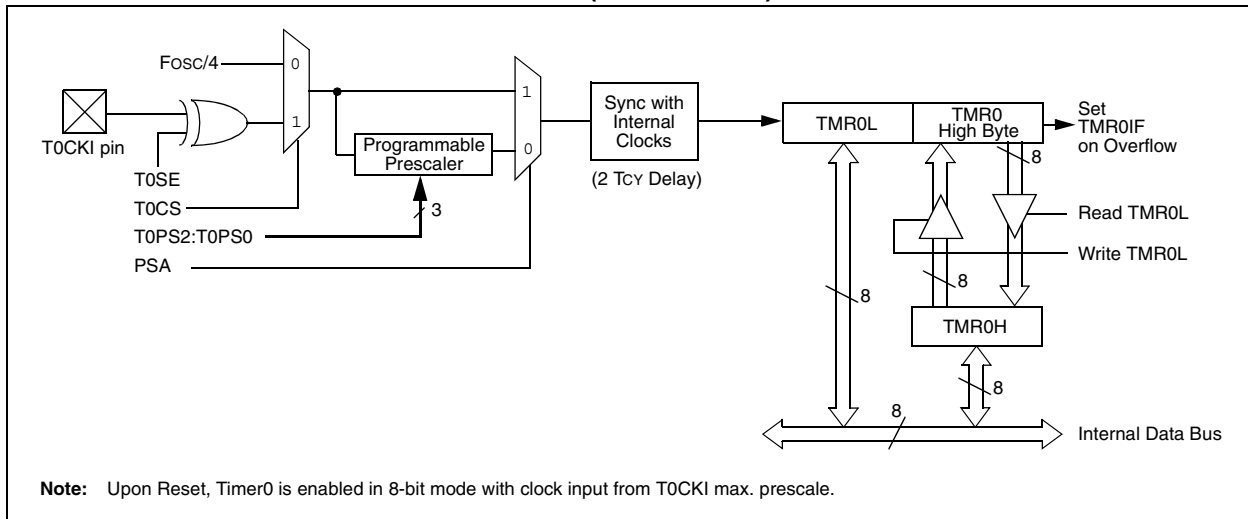 FOSC/4
0
1
T0CKI pin
T0SE
T0CS
T0PS2:T0PS0
PSA
Programmable
Prescaler
3
1
0
Sync with
Internal
Clocks
(2 TCY Delay)
TMR0L
TMR0
High Byte
Set
TMR0IF
on Overflow
8
Read TMR0L
Write TMR0L
8
8
TMR0H
8
8
Internal Data Bus
Note: Upon Reset, Timer0 is enabled in 8-bit mode with clock input from T0CKI max. prescale.